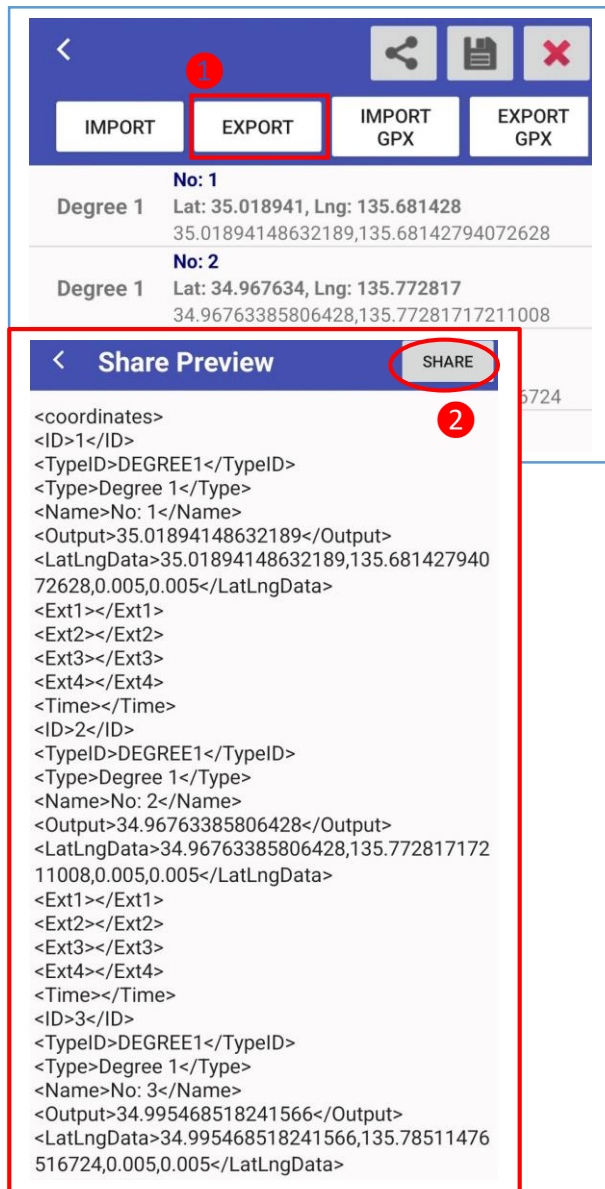 1
IMPORT
EXPORT
IMPORT
GPX
EXPORT
GPX
No: 1
Degree 1
Lat: 35.018941, Lng: 135.681428
35.01894148632189,135.68142794072628
No: 2
Degree 1
Lat: 34.967634, Lng: 135.772817
34.96763385806428,135.77281717211008
6724
Share Preview
SHARE
2
<coordinates>
<ID>1</ID>
<TypeID>DEGREE1</TypeID>
<Type>Degree 1</Type>
<Name>No: 1</Name>
<Output>35.01894148632189</Output>
<LatLngData>35.01894148632189,135.681427940
72628,0.005,0.005</LatLngData>
<Ext1></Ext1>
<Ext2></Ext2>
<Ext3></Ext3>
<Ext4></Ext4>
<Time></Time>
<ID>2</ID>
<TypeID>DEGREE1</TypeID>
<Type>Degree 1</Type>
<Name>No: 2</Name>
<Output>34.96763385806428</Output>
<LatLngData>34.96763385806428,135.772817172
11008,0.005,0.005</LatLngData>
<Ext1></Ext1>
<Ext2></Ext2>
<Ext3></Ext3>
<Ext4></Ext4>
<Time></Time>
<ID>3</ID>
<TypeID>DEGREE1</TypeID>
<Type>Degree 1</Type>
<Name>No: 3</Name>
<Output>34.995468518241566</Output>
<LatLngData>34.995468518241566,135.78511476
516724,0.005,0.005</LatLngData>